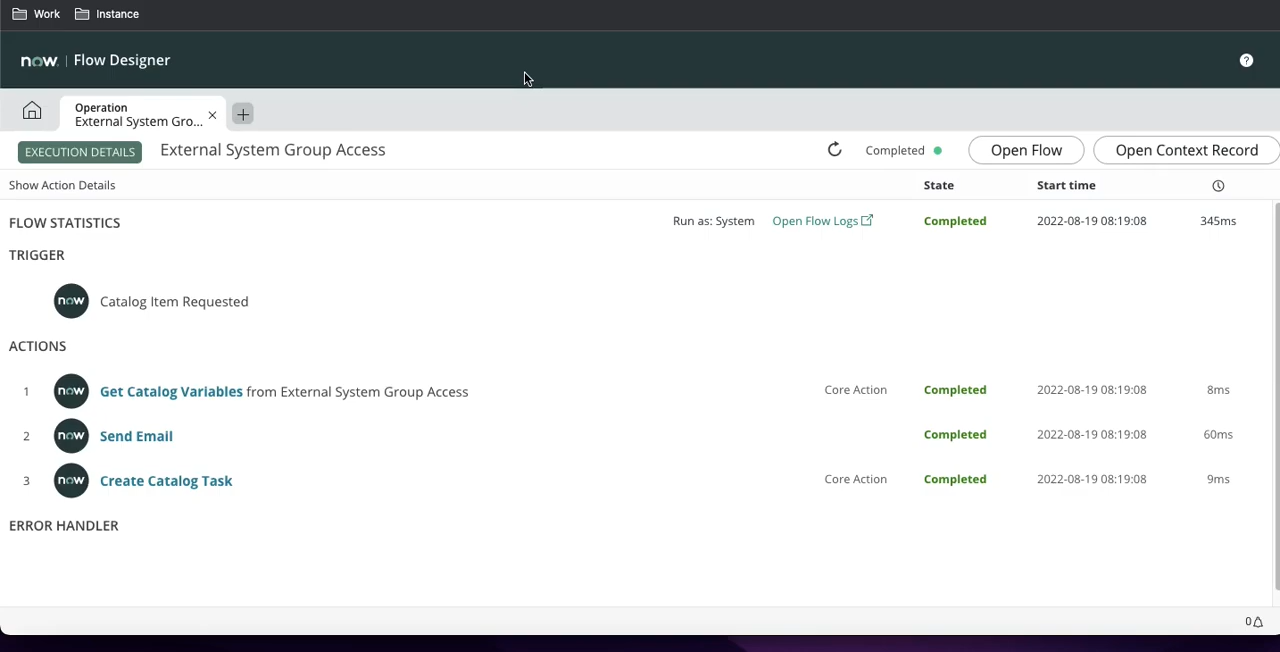 Work Instance
now. | Flow Designer ?
Operation
External System Gro... × +
EXECUTION DETAILS External System Group Access Completed Open Flow Open Context Record
Show Action Details State Start time
FLOW STATISTICS Run as: System Open Flow Logs Completed 2022-08-19 08:19:08 345ms
TRIGGER
now Catalog Item Requested
ACTIONS
1 now Get Catalog Variables from External System Group Access Core Action Completed 2022-08-19 08:19:08 8ms
2 now Send Email Completed 2022-08-19 08:19:08 60ms
3 now Create Catalog Task Core Action Completed 2022-08-19 08:19:08 9ms
ERROR HANDLER
0